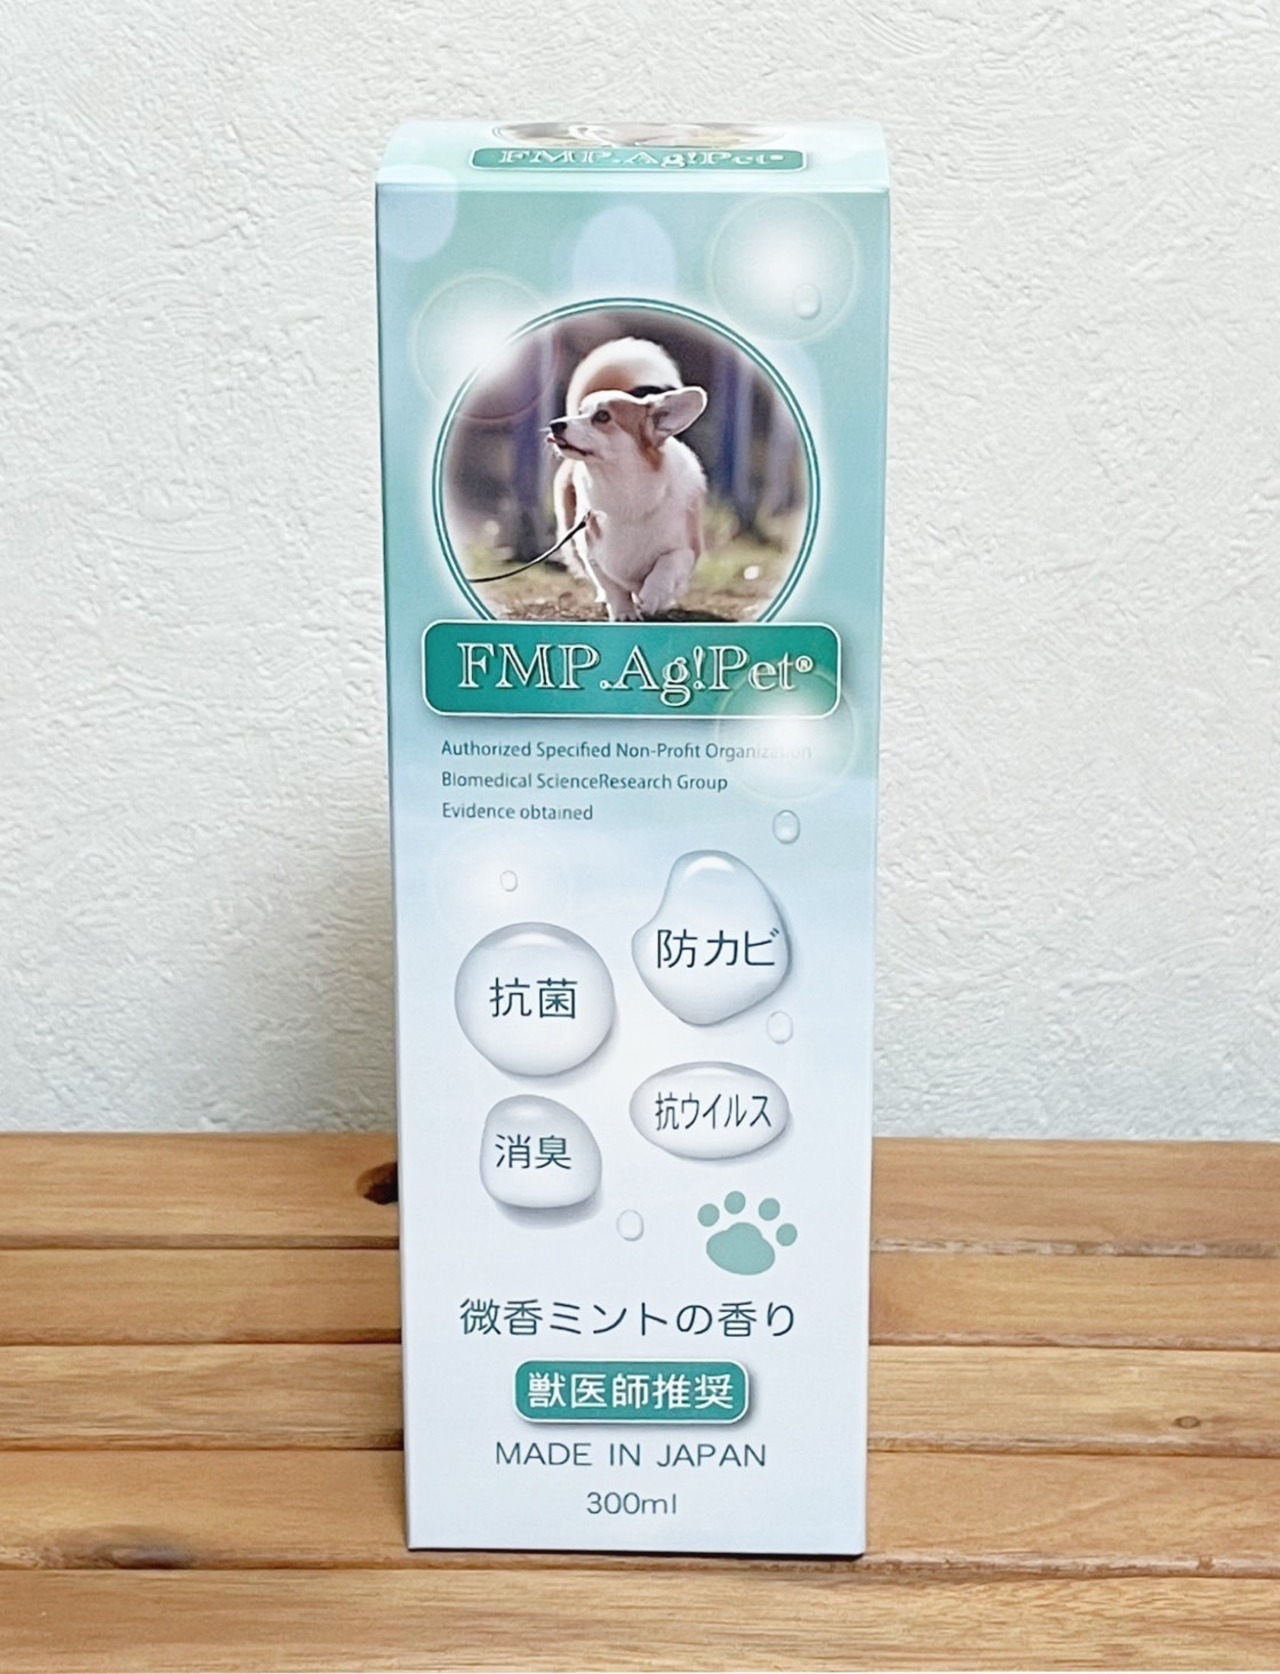 FMP.Ag!Pet®
FMP.Ag!Pet®
Authorized Specified Non-Profit Organization
Biomedical ScienceResearch Group
Evidence obtained
防カビ
抗菌
抗ウイルス
消臭
微香ミントの香り
獣医師推奨
MADE IN JAPAN
300ml